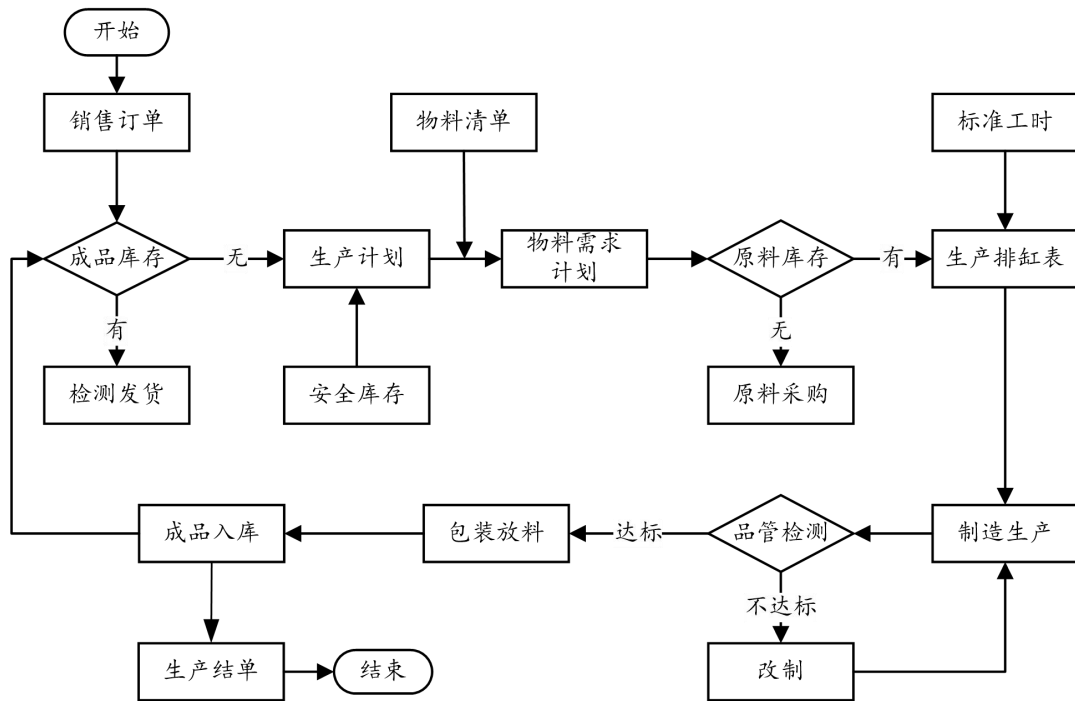 开始
销售订单
物料清单
标准工时
成品库存
无
生产计划
物料需求
计划
原料库存
有
生产排缸表
有
无
检测发货
安全库存
原料采购
成品入库
包装放料
达标
品管检测
制造生产
不达标
生产结单
结束
改制